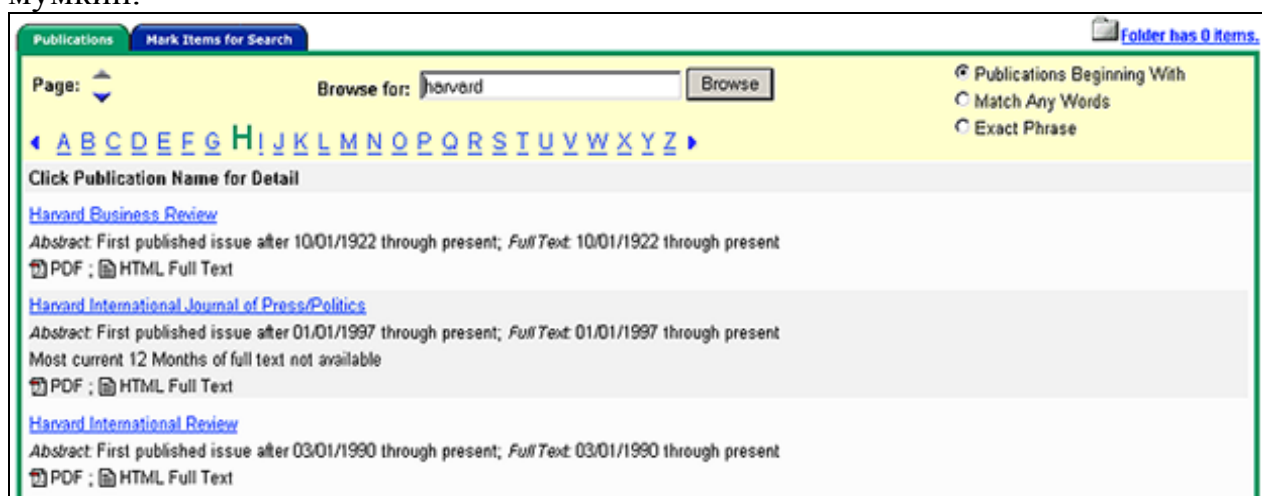 мумкин.
Publications Mark Items for Search Folder has 0 items.
Page: Browse for: harvard Browse Publications Beginning With
Match Any Words
Exact Phrase
A B C D E F G H I J K L M N O P Q R S T U V W X Y Z
Click Publication Name for Detail
Harvard Business Review
Abstract: First published issue after 10/01/1922 through present; Full Text: 10/01/1922 through present
PDF ; HTML Full Text
Harvard International Journal of Press/Politics
Abstract: First published issue after 01/01/1997 through present; Full Text: 01/01/1997 through present
Most current 12 Months of full text not available
PDF ; HTML Full Text
Harvard International Review
Abstract: First published issue after 03/01/1990 through present; Full Text: 03/01/1990 through present
PDF ; HTML Full Text